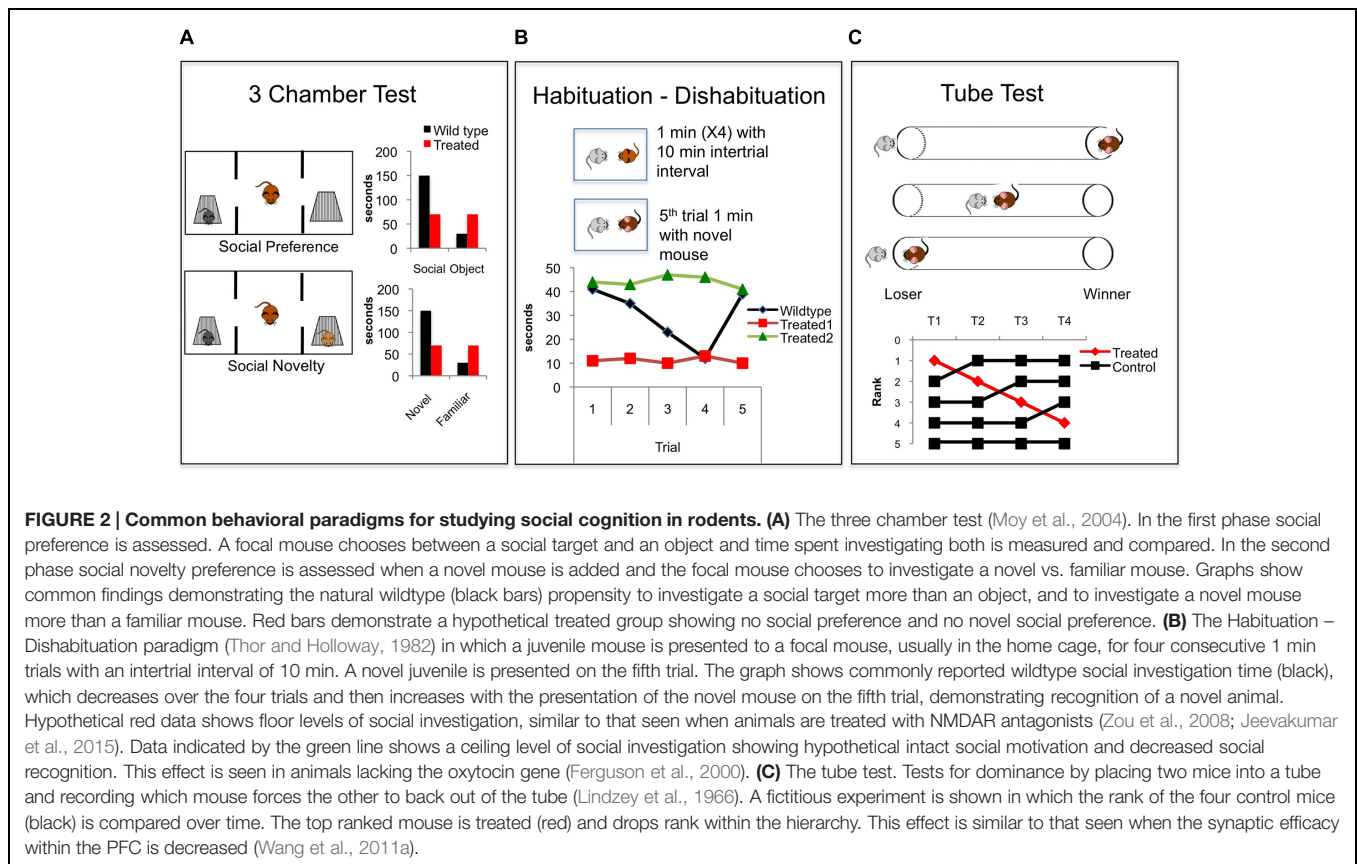 A
B
C
3 Chamber Test
Wild type
Treated
200
150
100
50
0
seconds
Social Object
Social Preference
200
150
100
50
0
seconds
Novel
Familiar
Social Novelty
Habituation - Dishabituation
1 min (X4) with
10 min intertrial
interval
5th trial 1 min
with novel
mouse
50
40
30
20
10
0
seconds
Wildtype
Treated1
Treated2
1 2 3 4 5
Trial
Tube Test
Loser Winner
T1 T2 T3 T4
0
1
2
3
4
5
Rank
Treated
Control
FIGURE 2 | Common behavioral paradigms for studying social cognition in rodents. (A) The three chamber test (Moy et al., 2004). In the first phase social
preference is assessed. A focal mouse chooses between a social target and an object and time spent investigating both is measured and compared. In the second
phase social novelty preference is assessed when a novel mouse is added and the focal mouse chooses to investigate a novel vs. familiar mouse. Graphs show
common findings demonstrating the natural wildtype (black bars) propensity to investigate a social target more than an object, and to investigate a novel mouse
more than a familiar mouse. Red bars demonstrate a hypothetical treated group showing no social preference and no novel social preference. (B) The Habituation –
Dishabituation paradigm (Thor and Holloway, 1982) in which a juvenile mouse is presented to a focal mouse, usually in the home cage, for four consecutive 1 min
trials with an intertrial interval of 10 min. A novel juvenile is presented on the fifth trial. The graph shows commonly reported wildtype social investigation time (black),
which decreases over the four trials and then increases with the presentation of the novel mouse on the fifth trial, demonstrating recognition of a novel animal.
Hypothetical red data shows floor levels of social investigation, similar to that seen when animals are treated with NMDAR antagonists (Zou et al., 2008; Jeevakumar
et al., 2015). Data indicated by the green line shows a ceiling level of social investigation showing hypothetical intact social motivation and decreased social
recognition. This effect is seen in animals lacking the oxytocin gene (Ferguson et al., 2000). (C) The tube test. Tests for dominance by placing two mice into a tube
and recording which mouse forces the other to back out of the tube (Lindzey et al., 1966). A fictitious experiment is shown in which the rank of the four control mice
(black) is compared over time. The top ranked mouse is treated (red) and drops rank within the hierarchy. This effect is similar to that seen when the synaptic efficacy
within the PFC is decreased (Wang et al., 2011a).